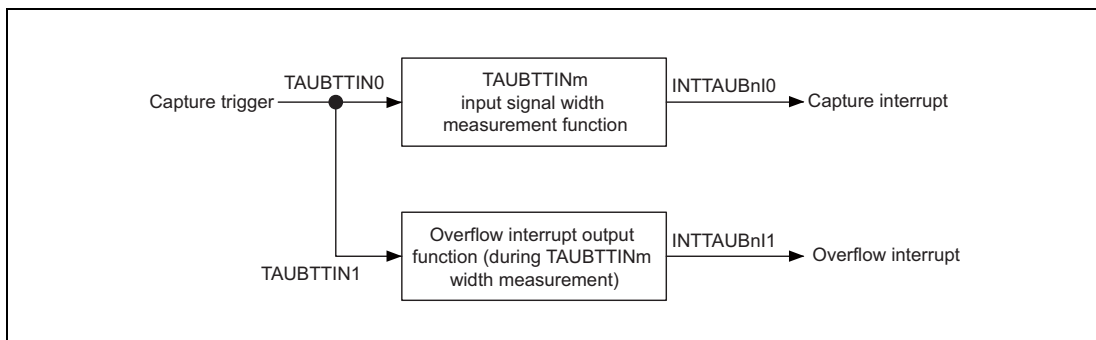 Capture trigger
TAUBTTIN0
TAUBTTINm
input signal width
measurement function
INTTAUBnI0
Capture interrupt
TAUBTTIN1
Overflow interrupt output
function (during TAUBTTINm
width measurement)
INTTAUBnI1
Overflow interrupt